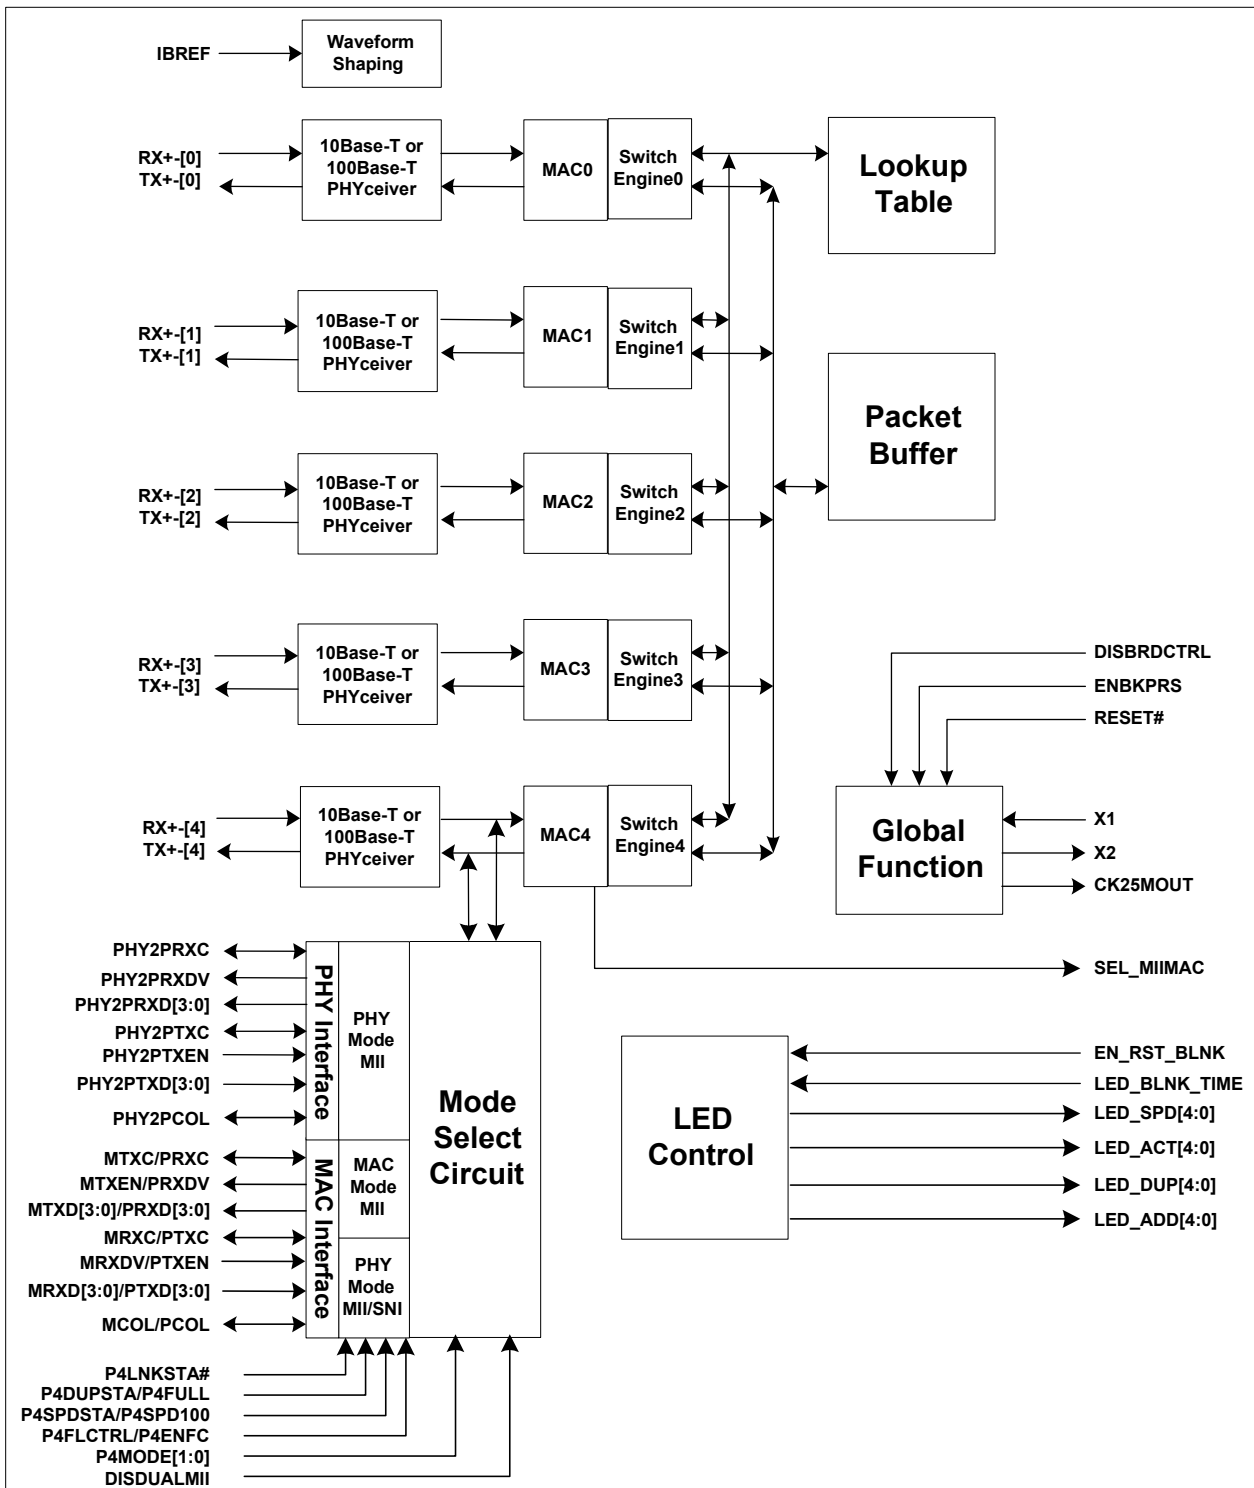 IBREF
Waveform
Shaping
RX+-[0]
TX+-[0]
10Base-T or
100Base-T
PHYceiver
MAC0
Switch
Engine0
Lookup
Table
RX+-[1]
TX+-[1]
10Base-T or
100Base-T
PHYceiver
MAC1
Switch
Engine1
Packet
Buffer
RX+-[2]
TX+-[2]
10Base-T or
100Base-T
PHYceiver
MAC2
Switch
Engine2
RX+-[3]
TX+-[3]
10Base-T or
100Base-T
PHYceiver
MAC3
Switch
Engine3
DISBRDCTRL
ENBKPRS
RESET#
RX+-[4]
TX+-[4]
10Base-T or
100Base-T
PHYceiver
MAC4
Switch
Engine4
Global
Function
X1
X2
CK25MOUT
SEL_MIIMAC
PHY2PRXC
PHY2PRXDV
PHY2PRXD[3:0]
PHY2PTXC
PHY2PTXEN
PHY2PTXD[3:0]
PHY2PCOL
PHY Interface
PHY
Mode
MII
MTXC/PRXC
MTXEN/PRXDV
MTXD[3:0]/PRXD[3:0]
MRXC/PTXC
MRXDV/PTXEN
MRXD[3:0]/PTXD[3:0]
MCOL/PCOL
MAC Interface
MAC
Mode
MII
PHY
Mode
MII/SNI
Mode
Select
Circuit
LED
Control
EN_RST_BLNK
LED_BLNK_TIME
LED_SPD[4:0]
LED_ACT[4:0]
LED_DUP[4:0]
LED_ADD[4:0]
P4LNKSTA#
P4DUPSTA/P4FULL
P4SPDSTA/P4SPD100
P4FLCTRL/P4ENFC
P4MODE[1:0]
DISDUALMII